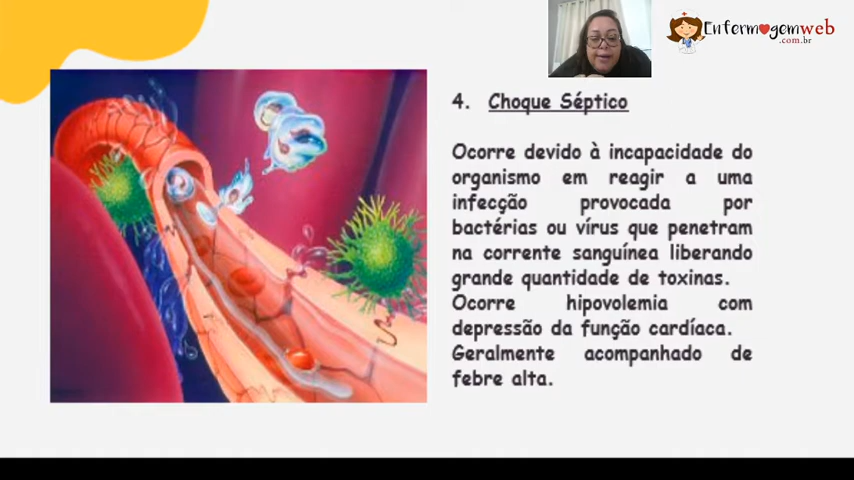 Enfermagemweb
.com.br
4. Choque Séptico
Ocorre devido à incapacidade do
organismo em reagir a uma
infecção provocada por
bactérias ou vírus que penetram
na corrente sanguínea liberando
grande quantidade de toxinas.
Ocorre hipovolemia com
depressão da função cardíaca.
Geralmente acompanhado de
febre alta.